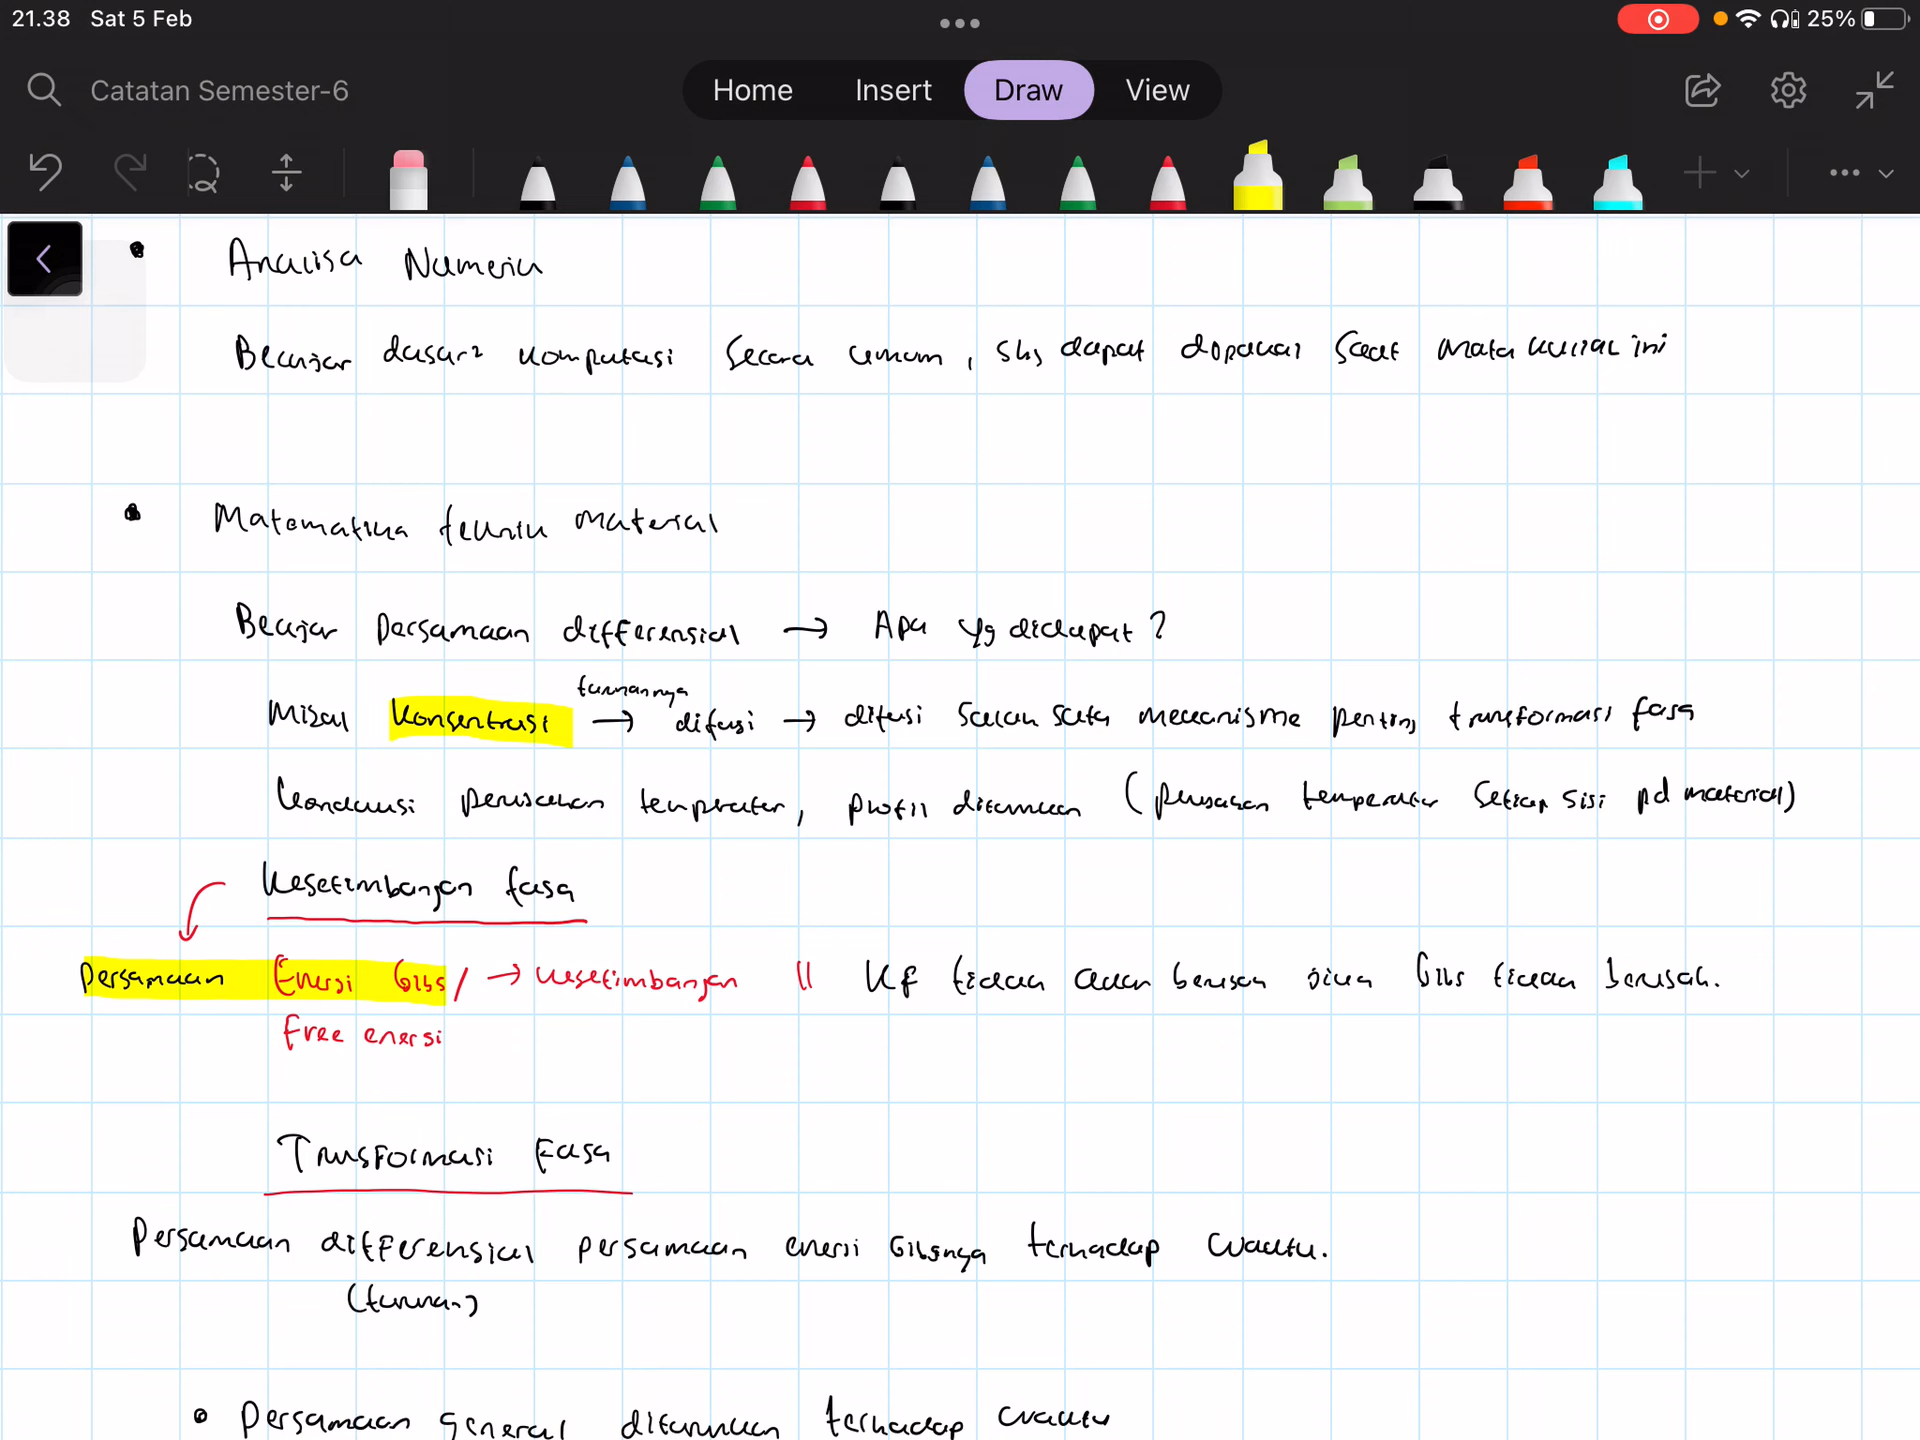 21.38 Sat 5 Feb
25%
Catatan Semester-6
Home Insert Draw View
Analisa Numerik
Belajar dasar2 komputasi secara umum, shg dapat dipakai saat mata kuliah ini
Matematika teknik material
Belajar persamaan differensial → Apa yg didapat?
turunannya
Misal konsentrasi → difusi → difusi salah satu mekanisme penting transformasi fasa
Konduksi perubahan temperatur, profil diturunkan (perubahan temperatur setiap sisi pd material)
Kesetimbangan fasa
Persamaan Energi Gibs / → kesetimbangan || Kf tidak akan berubah jika Gibs tidak berubah.
free energi
Transformasi Fasa
Persamaan differensial persamaan energi Gibsnya terhadap waktu.
(turunan)
Persamaan general diturunkan terhadap waktu